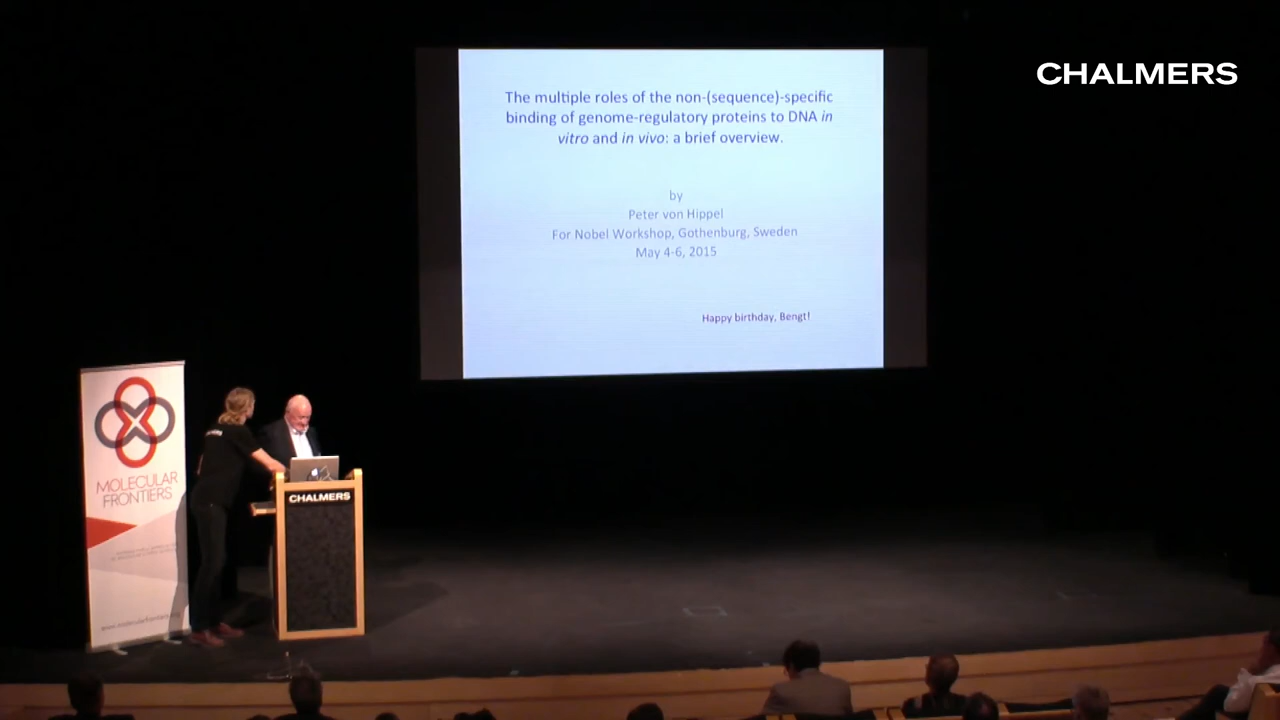 CHALMERS
The multiple roles of the non-(sequence)-specific
binding of genome-regulatory proteins to DNA in
vitro and in vivo: a brief overview.
by
Peter von Hippel
For Nobel Workshop, Gothenburg, Sweden
May 4-6, 2015
Happy birthday, Bengt!
MOLECULAR
FRONTIERS
CHALMERS